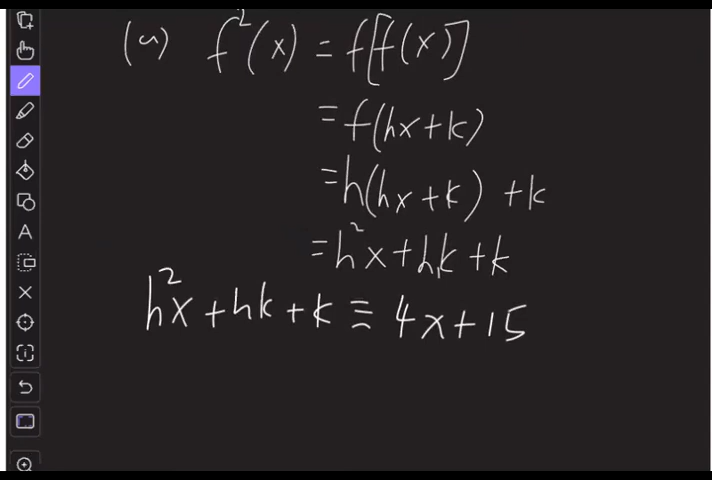 (a) f²(x) = f[f(x)]
= f(hx+k)
= h(hx+k) + k
= h²x + hk + k
h²x + hk + k ≡ 4x + 15